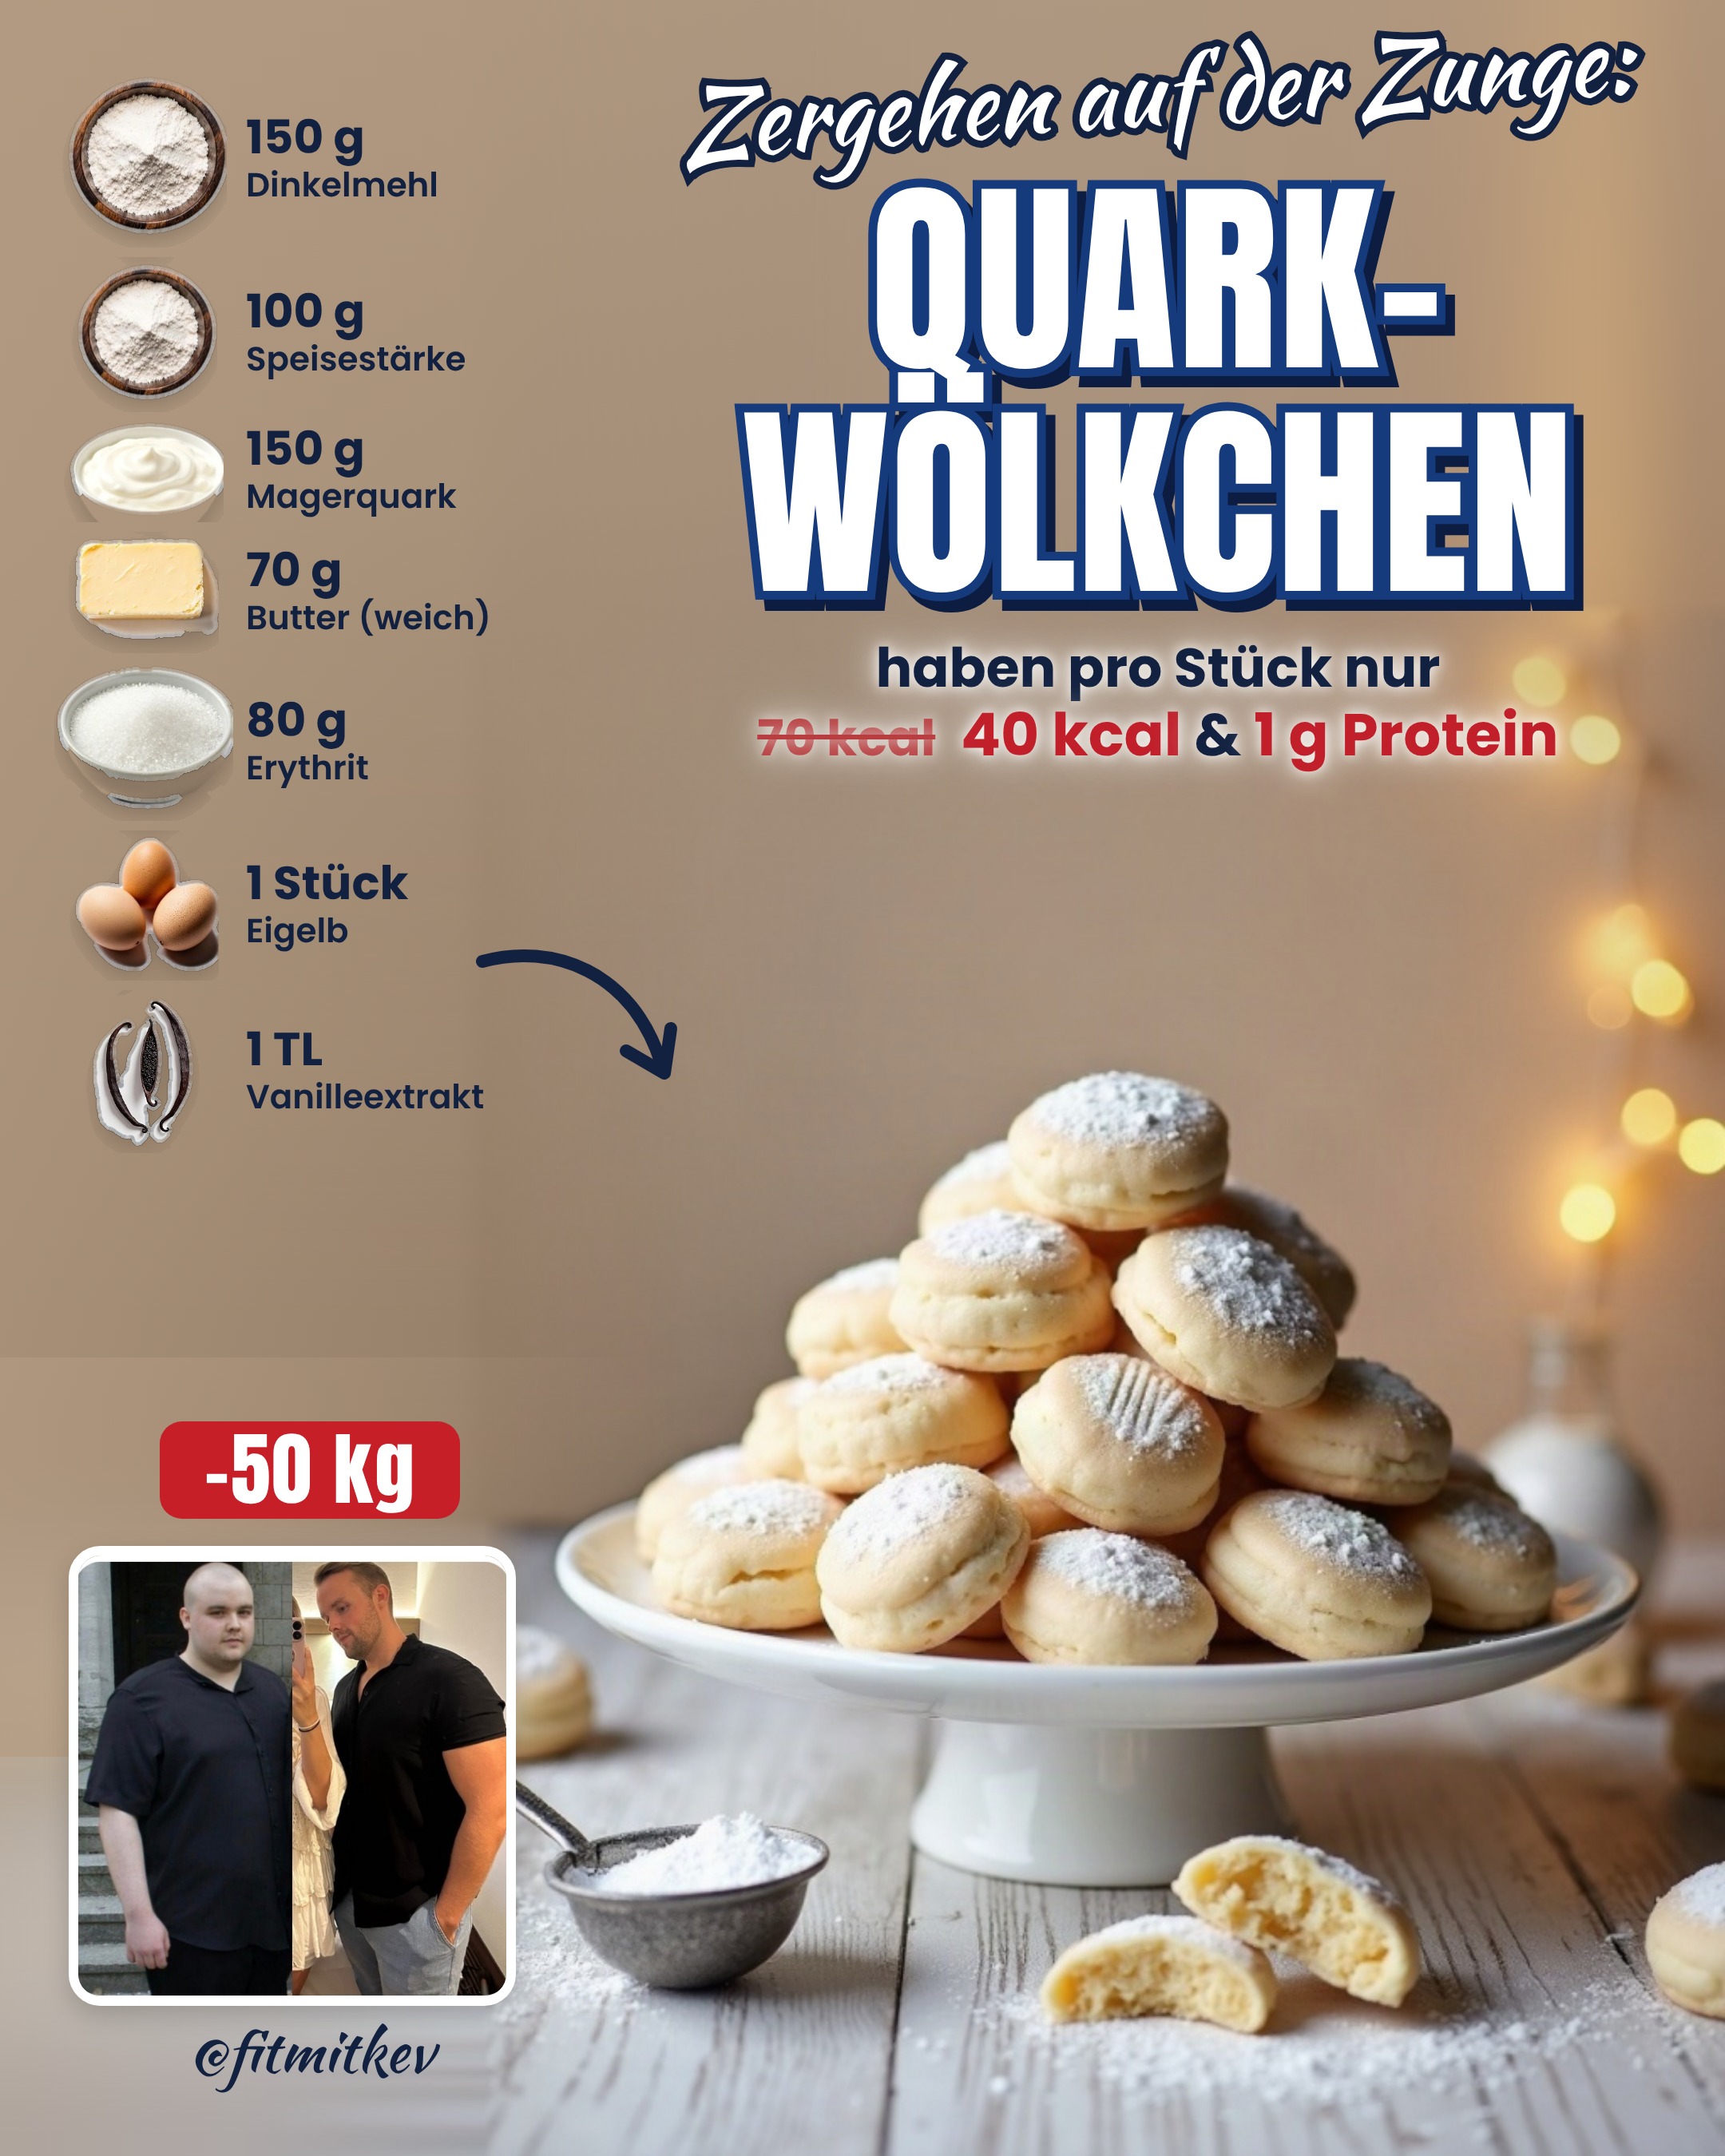 Zergehen auf der Zunge:
QUARK-
WÖLKCHEN
haben pro Stück nur
70 kcal 40 kcal & 1 g Protein
150 g
Dinkelmehl
100 g
Speisestärke
150 g
Magerquark
70 g
Butter (weich)
80 g
Erythrit
1 Stück
Eigelb
1 TL
Vanilleextrakt
-50 kg
@fitmitkev